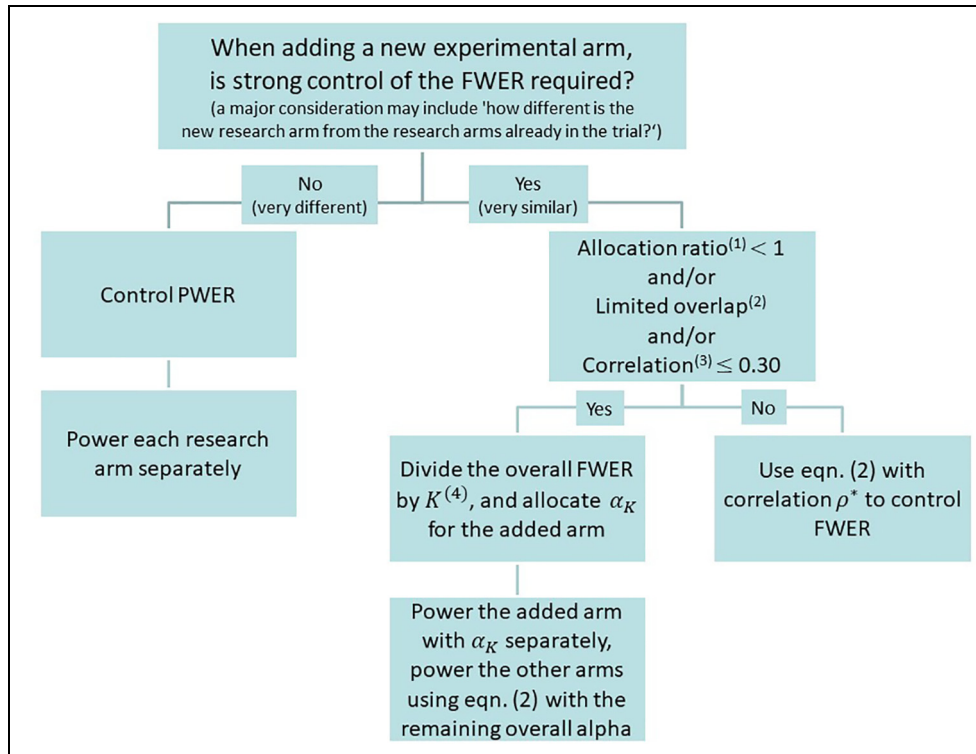 When adding a new experimental arm,
is strong control of the FWER required?
(a major consideration may include 'how different is the
new research arm from the research arms already in the trial?‘)
No
(very different)
Yes
(very similar)
Control PWER
Power each research
arm separately
Allocation ratio⁽¹⁾ < 1
and/or
Limited overlap⁽²⁾
and/or
Correlation⁽³⁾ ≤ 0.30
Yes
No
Divide the overall FWER
by K⁽⁴⁾, and allocate α_K
for the added arm
Use eqn. (2) with
correlation ρ* to control
FWER
Power the added arm
with α_K separately,
power the other arms
using eqn. (2) with the
remaining overall alpha